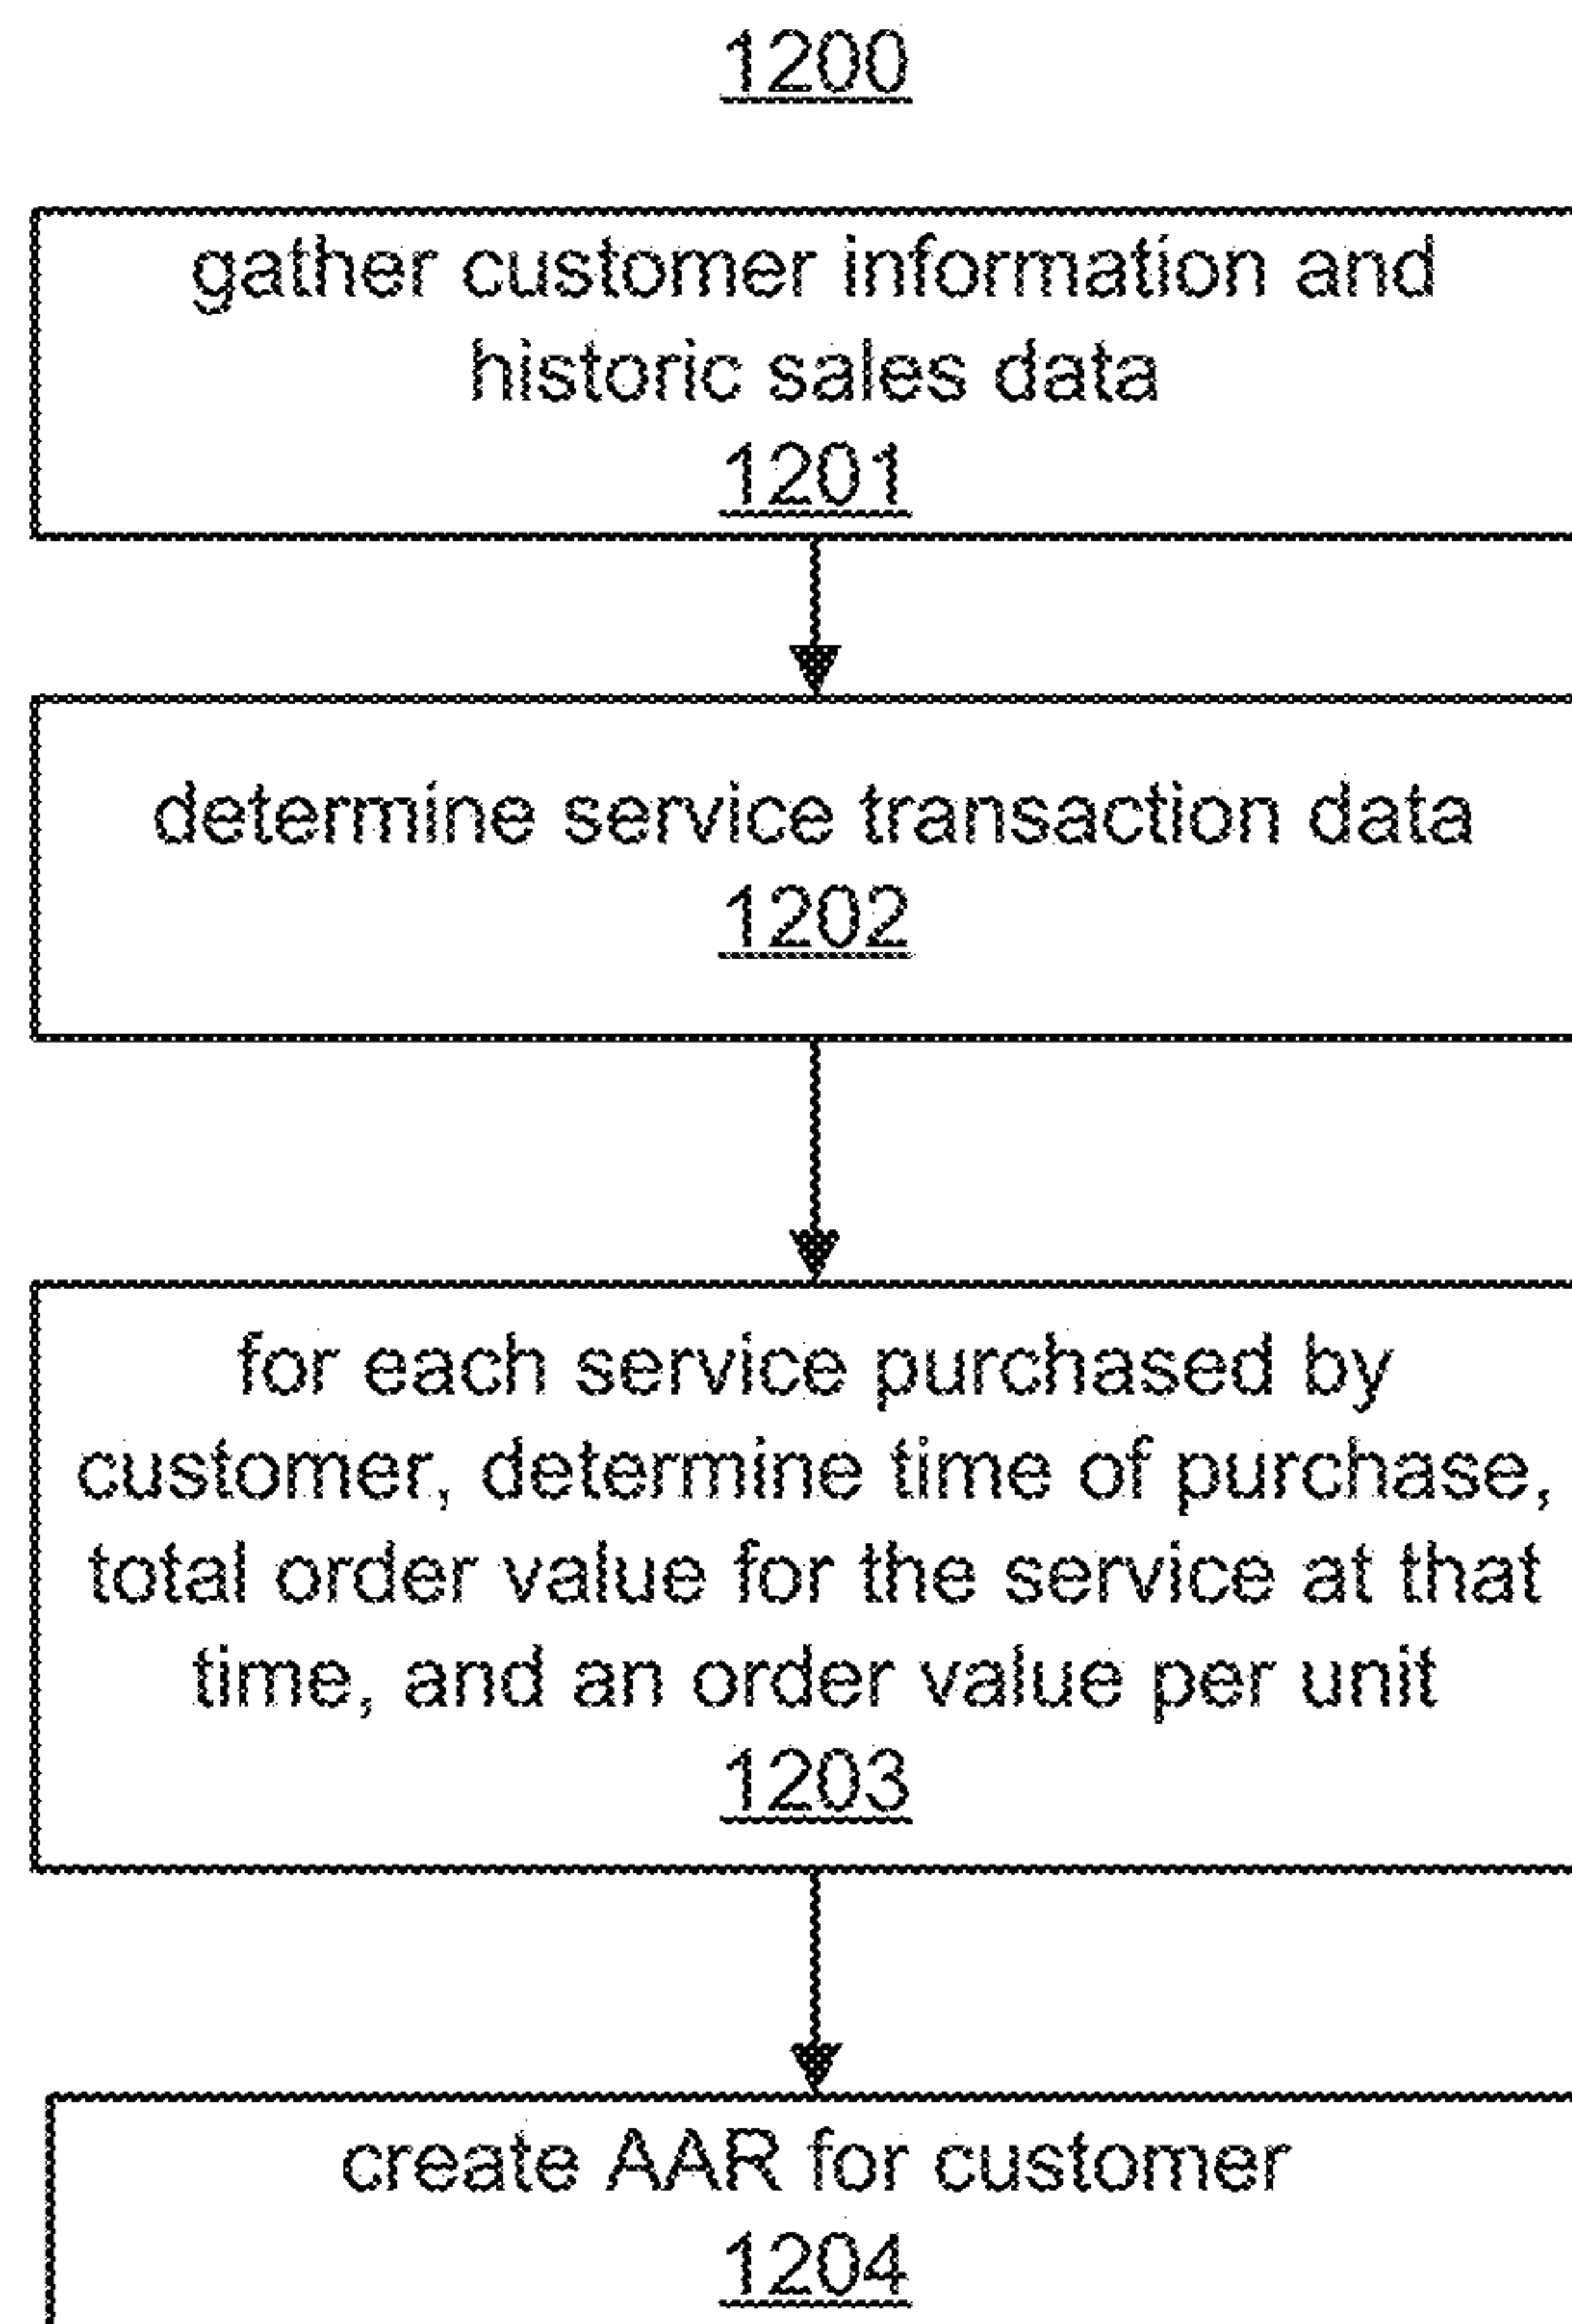 1200
gather customer information and
historic sales data
1201
determine service transaction data
1202
for each service purchased by
customer, determine time of purchase,
total order value for the service at that
time, and an order value per unit
1203
create AAR for customer
1204